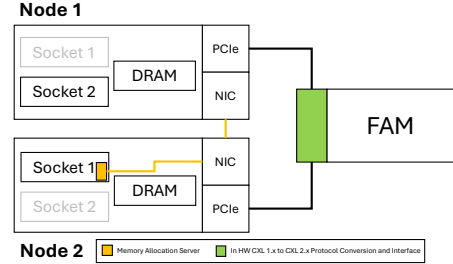 Node 1
Socket 1
Socket 2
DRAM
PCIe
NIC
FAM
Socket 1
Socket 2
DRAM
NIC
PCIe
Node 2
Memory Allocation Server
In HW CXL 1.x to CXL 2.x Protocol Conversion and Interface